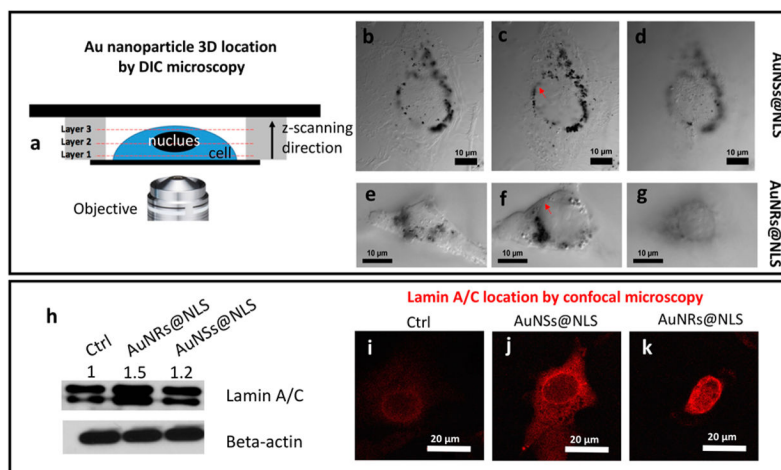 Au nanoparticle 3D location
by DIC microscopy
a
Layer 3
Layer 2
Layer 1
nuclues
cell
z-scanning
direction
Objective
b
c
d
10 μm
10 μm
10 μm
AuNSs@NLS
e
f
g
10 μm
10 μm
10 μm
AuNRs@NLS
h
Ctrl
AuNRs@NLS
AuNSs@NLS
1 1.5 1.2
Lamin A/C
Beta-actin
Lamin A/C location by confocal microscopy
Ctrl
AuNSs@NLS
AuNRs@NLS
i
j
k
20 μm
20 μm
20 μm